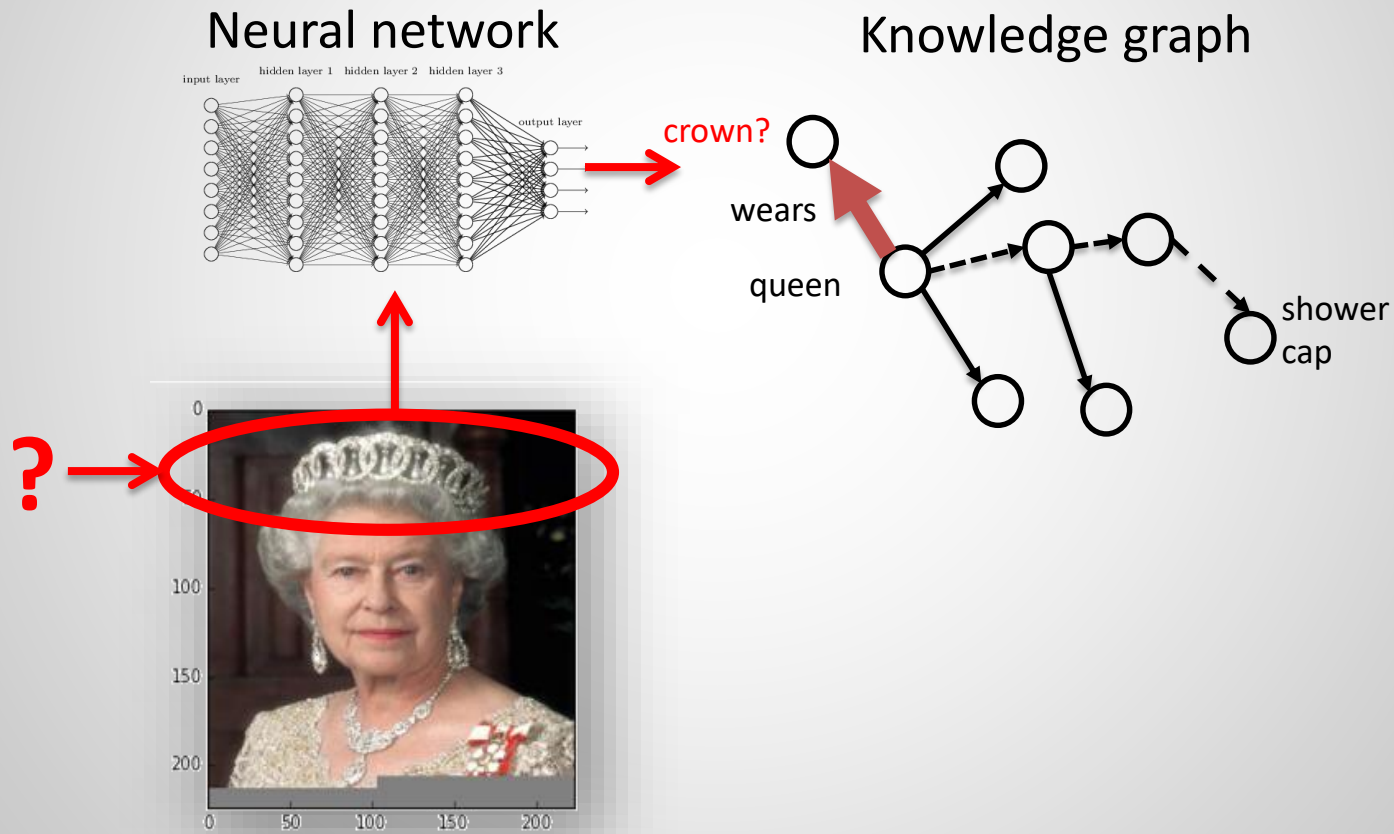 Neural network
Knowledge graph
input layer
hidden layer 1
hidden layer 2
hidden layer 3
output layer
crown?
wears
queen
shower
cap
?
0
100
150
200
0
50
100
150
200